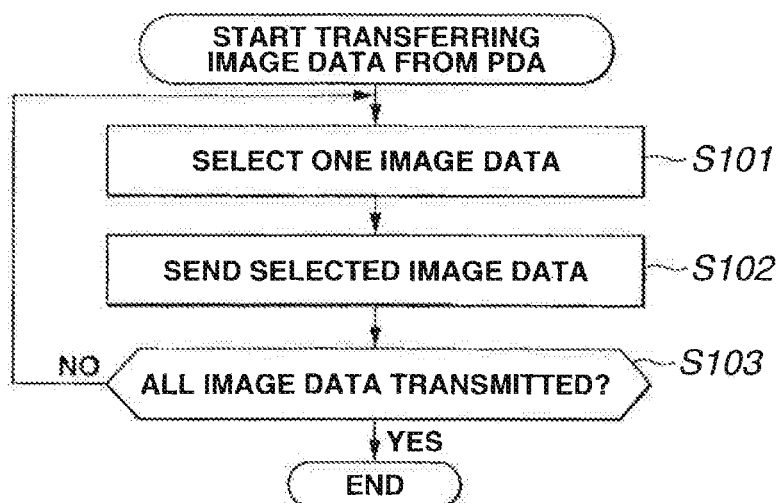 START TRANSFERRING
IMAGE DATA FROM PDA
SELECT ONE IMAGE DATA
S101
SEND SELECTED IMAGE DATA
S102
ALL IMAGE DATA TRANSMITTED?
S103
NO
YES
END